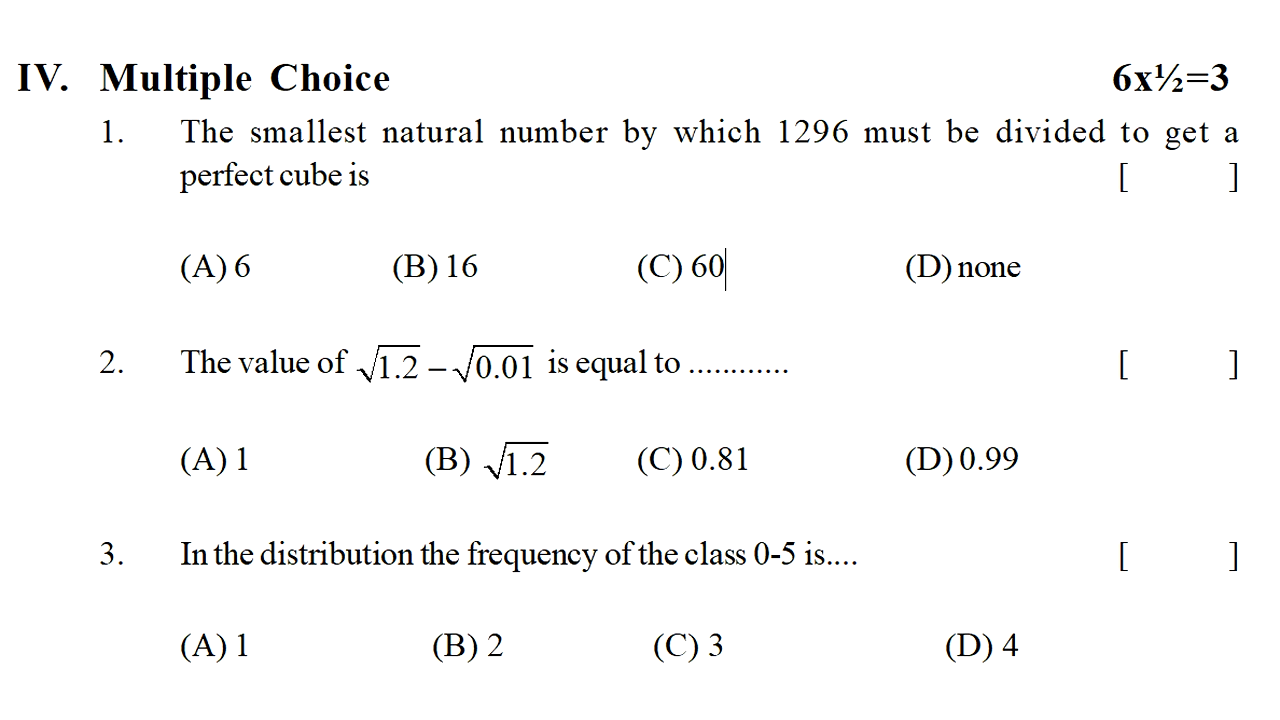 IV. Multiple Choice 6x½=3
1. The smallest natural number by which 1296 must be divided to get a
perfect cube is [ ]
(A) 6 (B) 16 (C) 60 (D) none
2. The value of √1.2 – √0.01 is equal to ............ [ ]
(A) 1 (B) √1.2 (C) 0.81 (D) 0.99
3. In the distribution the frequency of the class 0-5 is.... [ ]
(A) 1 (B) 2 (C) 3 (D) 4